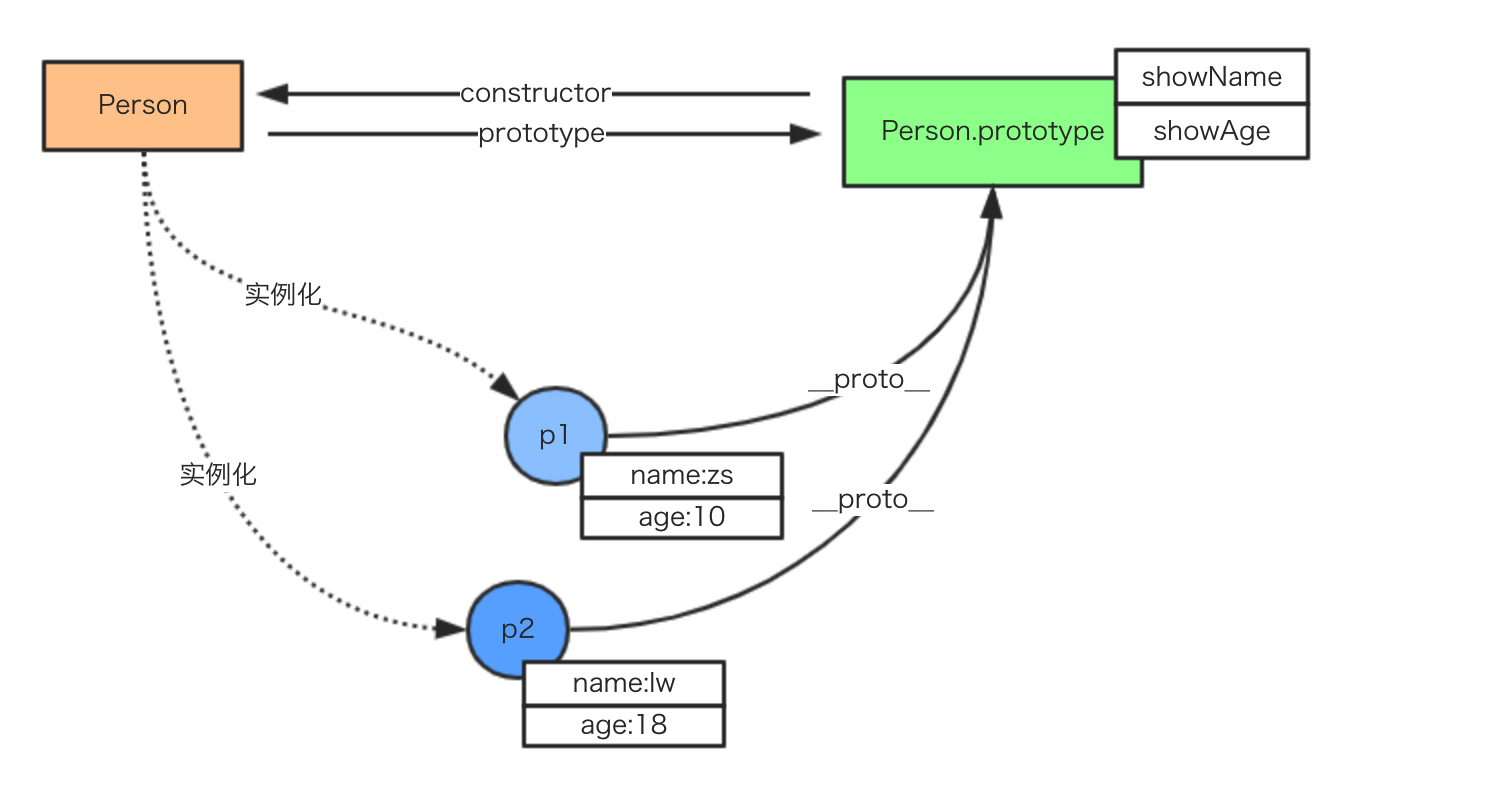 showName
Person
constructor
prototype
Person.prototype
showAge
实例化
__proto__
p1
name:zs
实例化
__proto__
age:10
p2
name:lw
age:18